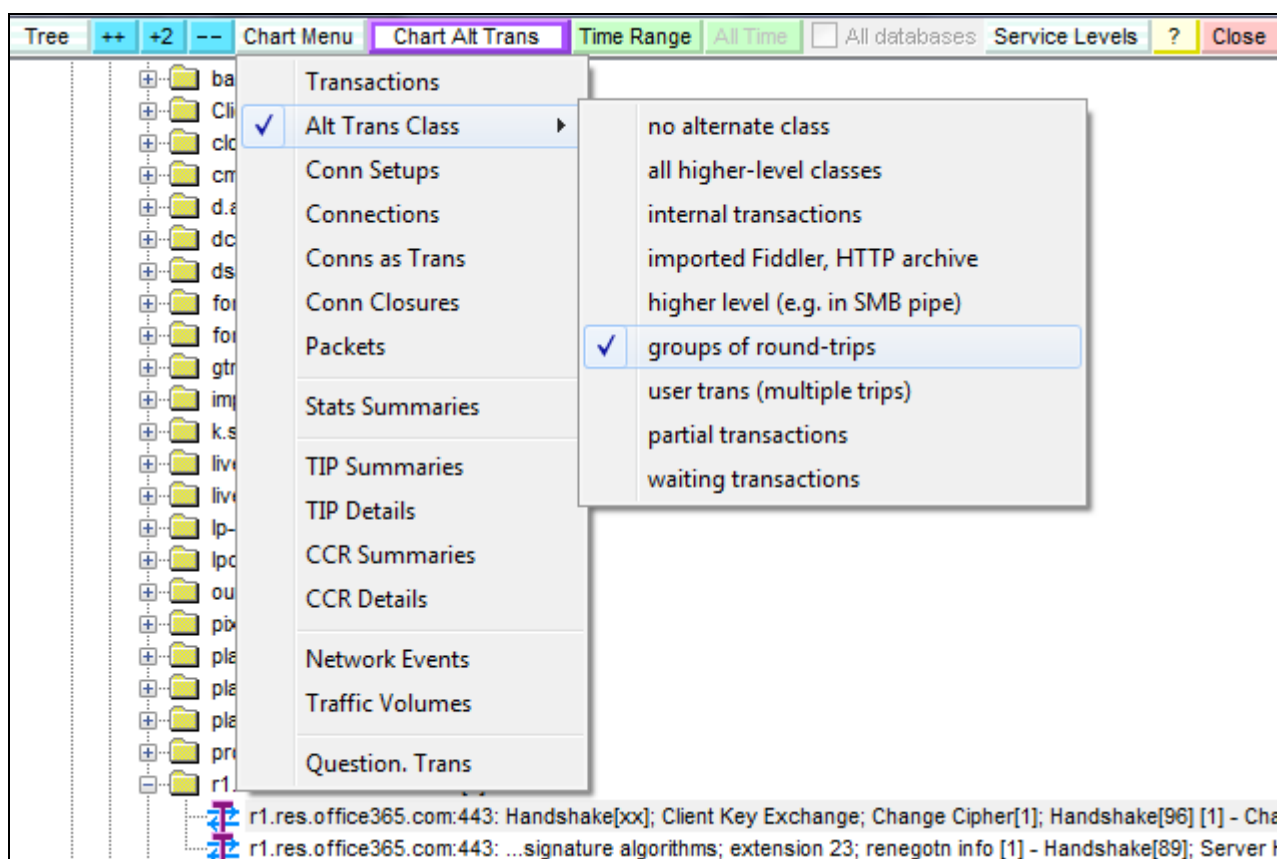 Tree ++ +2 -- Chart Menu Chart Alt Trans Time Range All Time All databases Service Levels ? Close
Transactions
Alt Trans Class
Conn Setups
Connections
Conns as Trans
Conn Closures
Packets
Stats Summaries
TIP Summaries
TIP Details
CCR Summaries
CCR Details
Network Events
Traffic Volumes
Question. Trans
no alternate class
all higher-level classes
internal transactions
imported Fiddler, HTTP archive
higher level (e.g. in SMB pipe)
groups of round-trips
user trans (multiple trips)
partial transactions
waiting transactions
r1.res.office365.com:443: Handshake[xx]; Client Key Exchange; Change Cipher[1]; Handshake[96] [1] - Cha
r1.res.office365.com:443: ...signature algorithms; extension 23; renegotn info [1] - Handshake[89]; Server